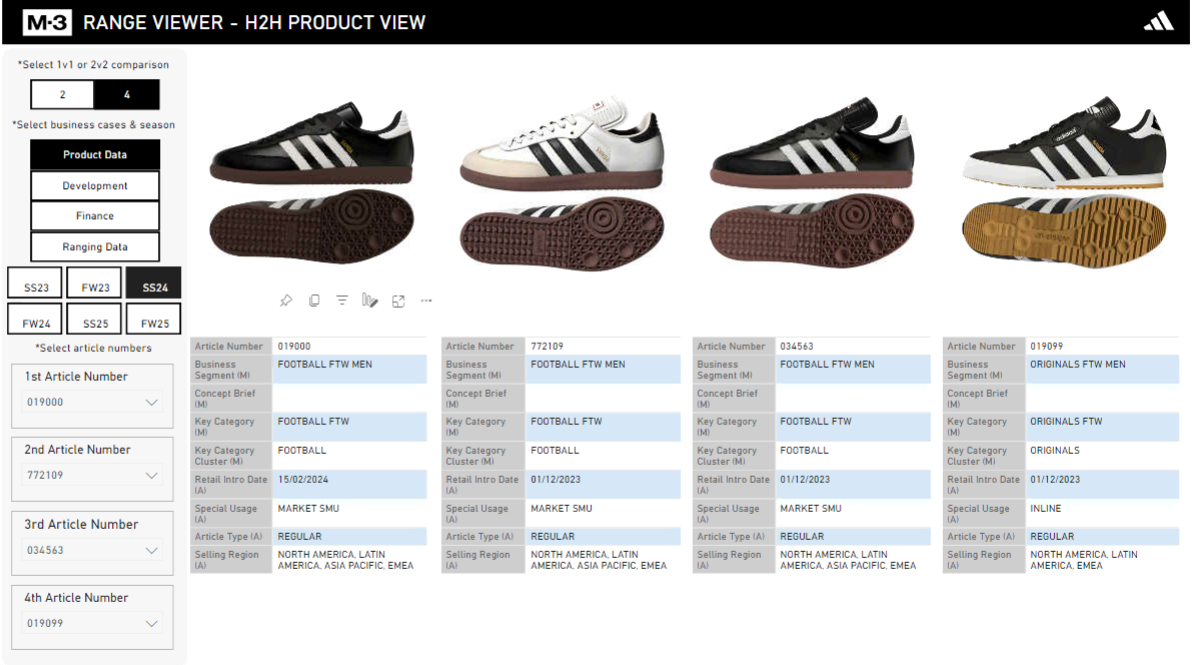 M·3 RANGE VIEWER - H2H PRODUCT VIEW
*Select 1v1 or 2v2 comparison
2 4
*Select business cases & season
Product Data
Development
Finance
Ranging Data
SS23 FW23 SS24
FW24 SS25 FW25
*Select article numbers
1st Article Number
019000
2nd Article Number
772109
3rd Article Number
034563
4th Article Number
019099
Article Number 019000
Business FOOTBALL FTW MEN
Segment (M)
Concept Brief
(M)
Key Category FOOTBALL FTW
(M)
Key Category FOOTBALL
Cluster (M)
Retail Intro Date 15/02/2024
(A)
Special Usage MARKET SMU
(A)
Article Type (A) REGULAR
Selling Region NORTH AMERICA, LATIN
(A) AMERICA, ASIA PACIFIC, EMEA
Article Number 772109
Business FOOTBALL FTW MEN
Segment (M)
Concept Brief
(M)
Key Category FOOTBALL FTW
(M)
Key Category FOOTBALL
Cluster (M)
Retail Intro Date 01/12/2023
(A)
Special Usage MARKET SMU
(A)
Article Type (A) REGULAR
Selling Region NORTH AMERICA, LATIN
(A) AMERICA, ASIA PACIFIC, EMEA
Article Number 034563
Business FOOTBALL FTW MEN
Segment (M)
Concept Brief
(M)
Key Category FOOTBALL FTW
(M)
Key Category FOOTBALL
Cluster (M)
Retail Intro Date 01/12/2023
(A)
Special Usage MARKET SMU
(A)
Article Type (A) REGULAR
Selling Region NORTH AMERICA, LATIN
(A) AMERICA, ASIA PACIFIC, EMEA
Article Number 019099
Business ORIGINALS FTW MEN
Segment (M)
Concept Brief
(M)
Key Category ORIGINALS FTW
(M)
Key Category ORIGINALS
Cluster (M)
Retail Intro Date 01/12/2023
(A)
Special Usage INLINE
(A)
Article Type (A) REGULAR
Selling Region NORTH AMERICA, LATIN
(A) AMERICA, EMEA